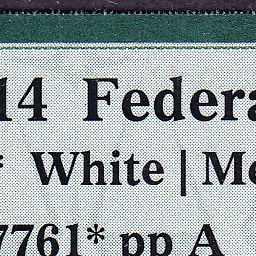 14 Federa
* White | Me
7761* pp A